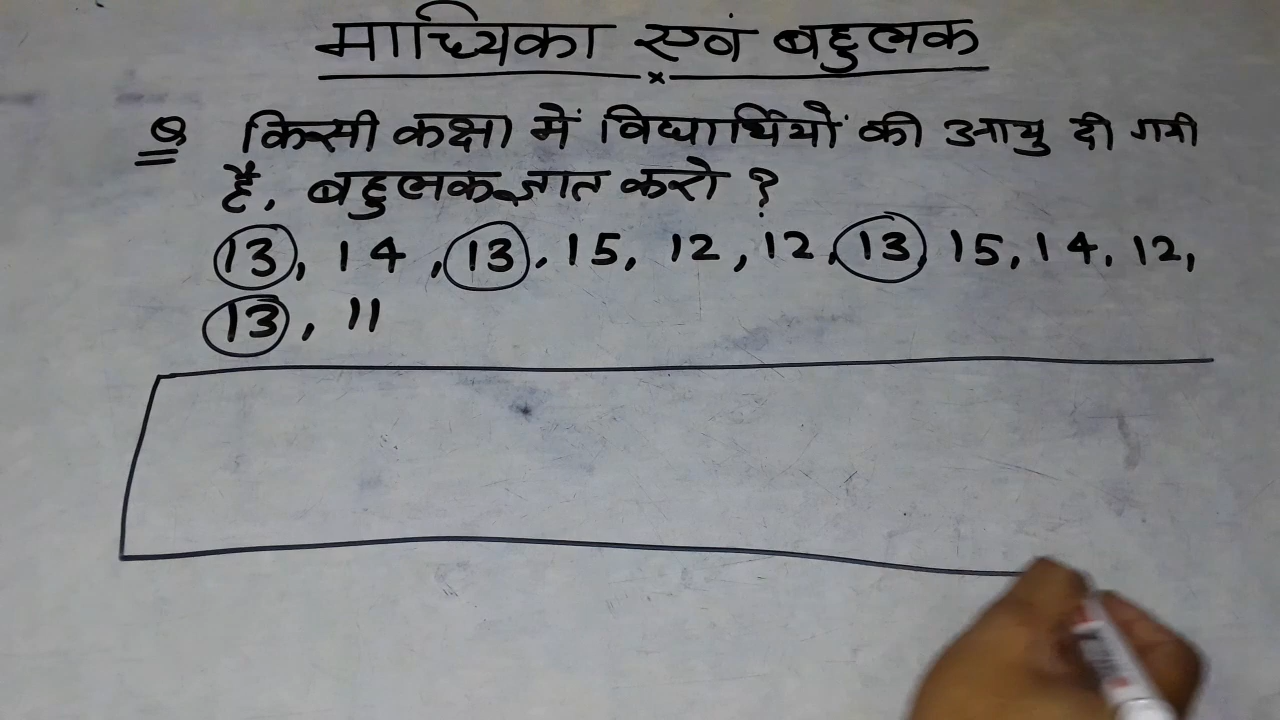 माध्यिका एवं बहुलक
Q किसी कक्षा में विद्यार्थियों की आयु दी गयी
है, बहुलक ज्ञात करो ?
13, 14, 13, 15, 12, 12, 13, 15, 14, 12,
13, 11